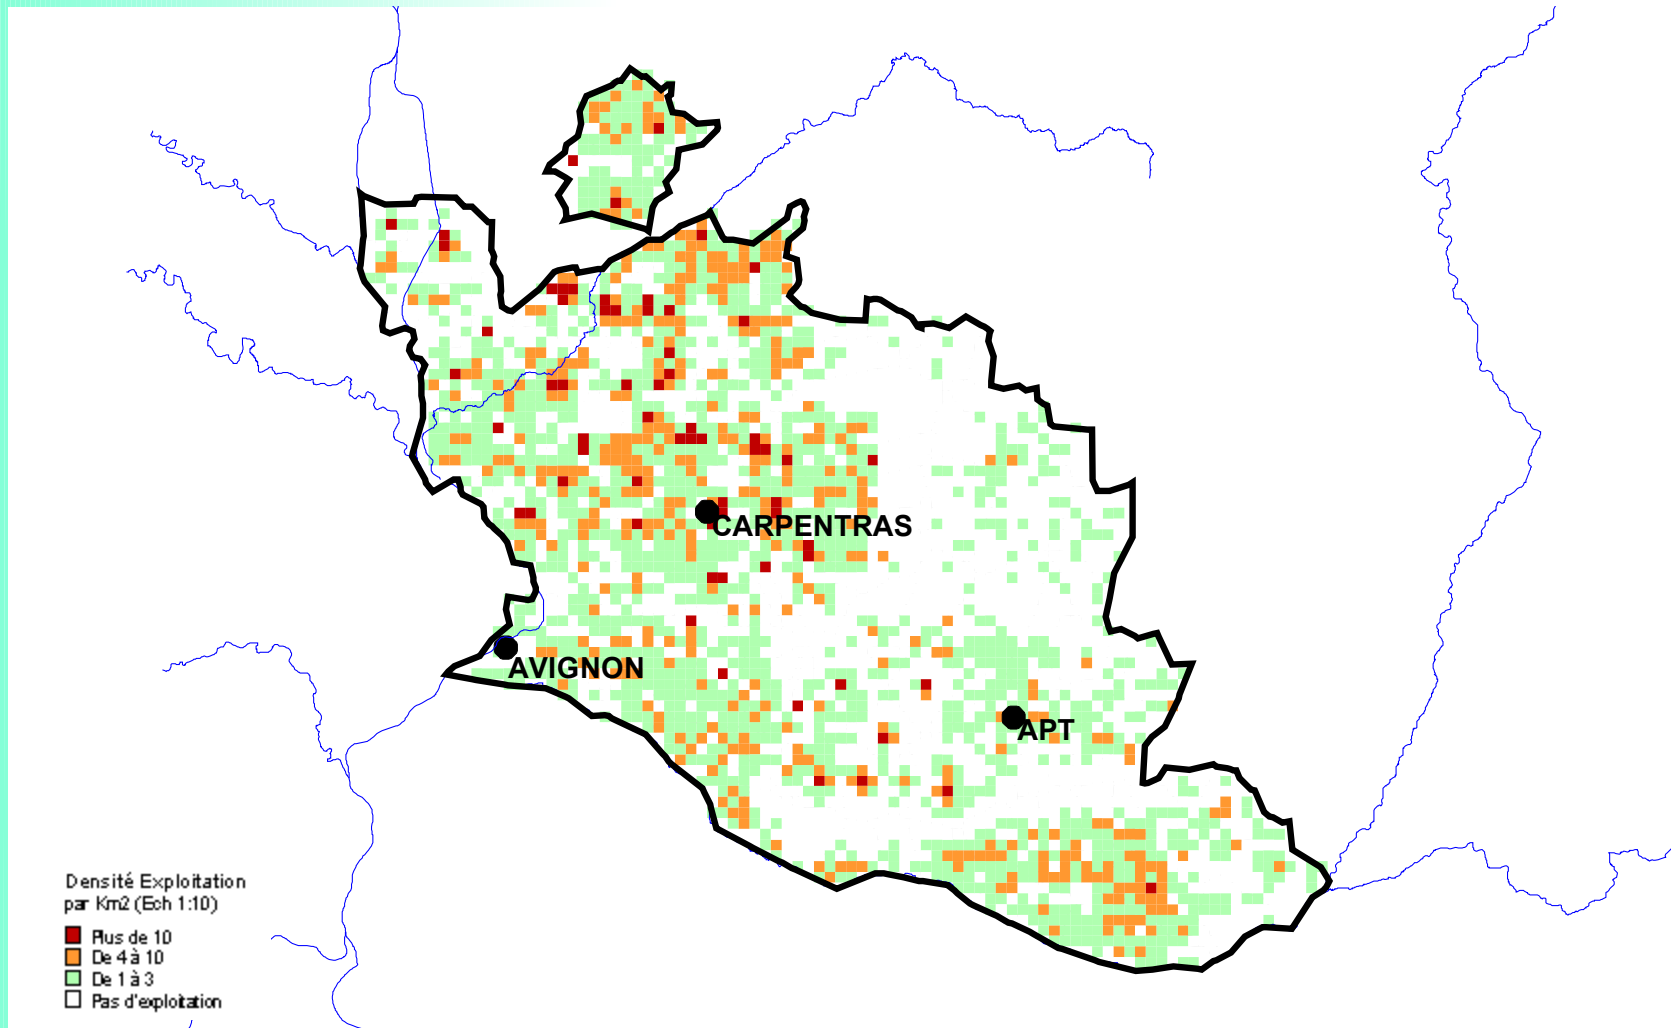 CARPENTRAS
AVIGNON
APT
Densité Exploitation
par Km2 (Ech 1:10)
Plus de 10
De 4 à 10
De 1 à 3
Pas d'exploitation